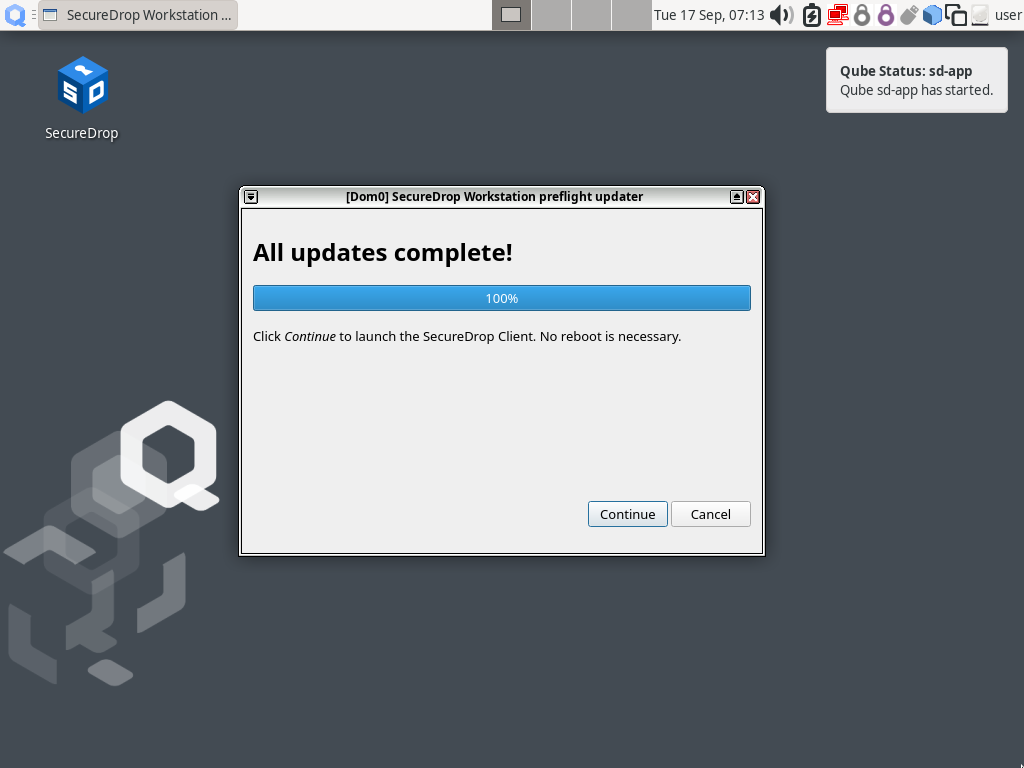 SecureDrop Workstation ...
Tue 17 Sep, 07:13
user
Qube Status: sd-app
Qube sd-app has started.
SD
SecureDrop
[Dom0] SecureDrop Workstation preflight updater
All updates complete!
100%
Click Continue to launch the SecureDrop Client. No reboot is necessary.
Continue
Cancel